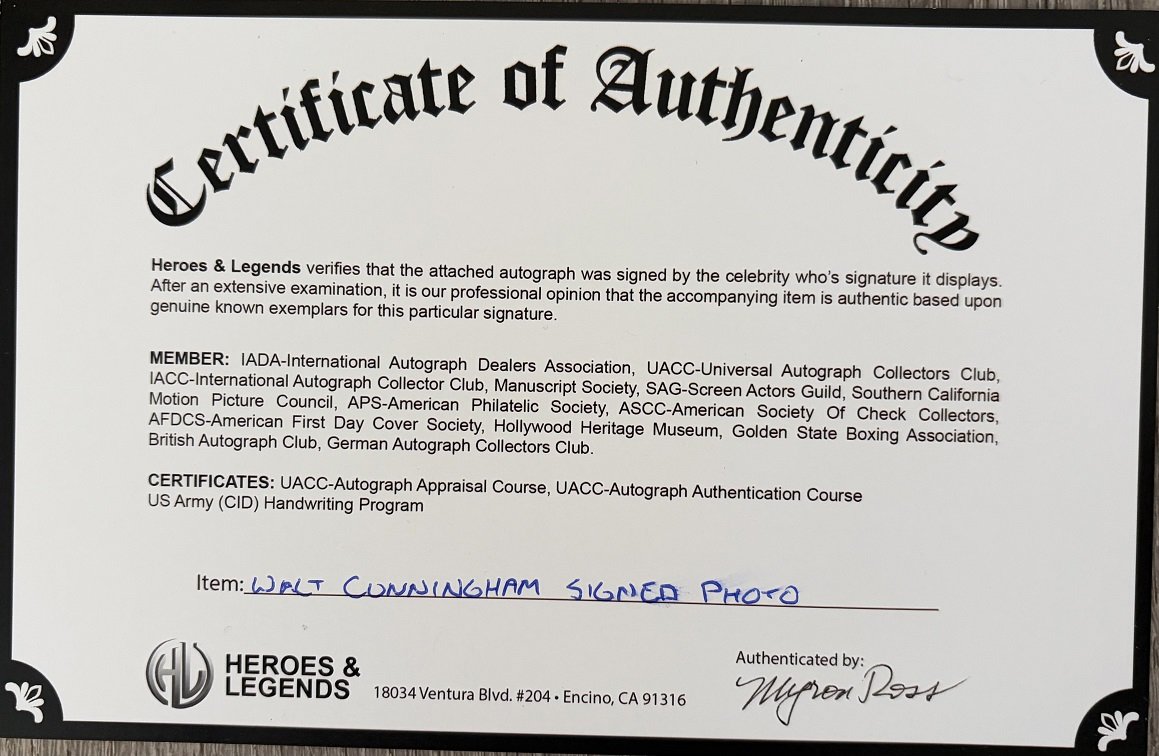 Certificate of Authenticity
Heroes & Legends verifies that the attached autograph was signed by the celebrity who's signature it displays.
After an extensive examination, it is our professional opinion that the accompanying item is authentic based upon
genuine known exemplars for this particular signature.
MEMBER: IADA-International Autograph Dealers Association, UACC-Universal Autograph Collectors Club,
IACC-International Autograph Collector Club, Manuscript Society, SAG-Screen Actors Guild, Southern California
Motion Picture Council, APS-American Philatelic Society, ASCC-American Society Of Check Collectors,
AFDCS-American First Day Cover Society, Hollywood Heritage Museum, Golden State Boxing Association,
British Autograph Club, German Autograph Collectors Club.
CERTIFICATES: UACC-Autograph Appraisal Course, UACC-Autograph Authentication Course
US Army (CID) Handwriting Program
Item: WALT CUNNINGHAM SIGNED PHOTO
HL HEROES &
LEGENDS 18034 Ventura Blvd. #204 • Encino, CA 91316
Authenticated by:
Myron Ross